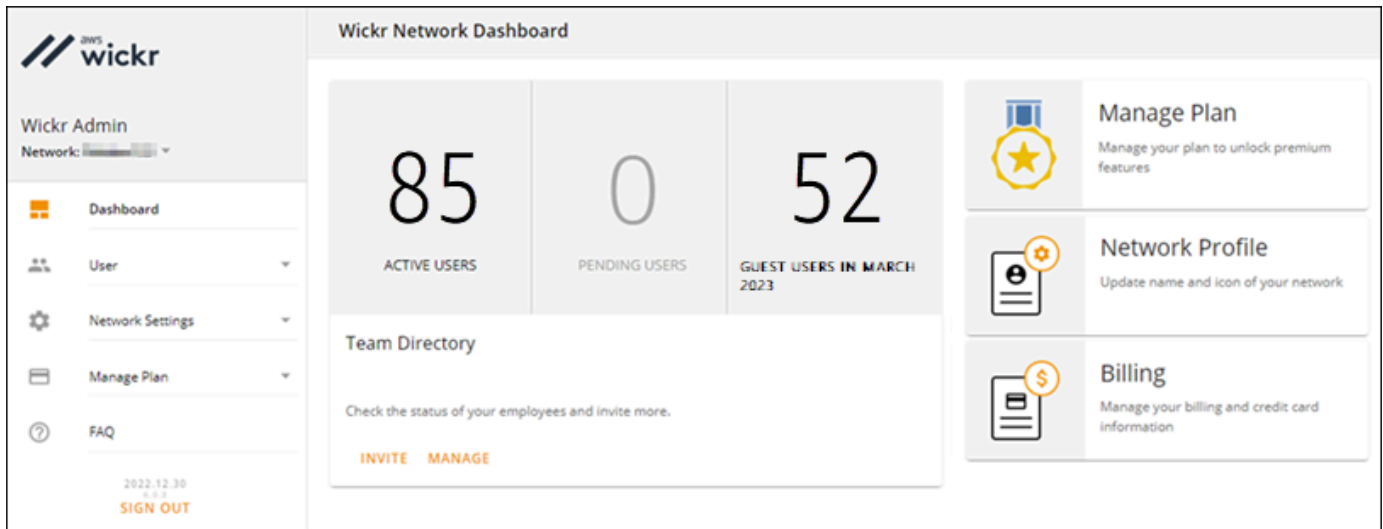 aws
wickr
Wickr Admin
Network:
Dashboard
User
Network Settings
Manage Plan
FAQ
2022.12.30
SIGN OUT
Wickr Network Dashboard
85
ACTIVE USERS
0
PENDING USERS
52
GUEST USERS IN MARCH
2023
Team Directory
Check the status of your employees and invite more.
INVITE MANAGE
Manage Plan
Manage your plan to unlock premium
features
Network Profile
Update name and icon of your network
$
Billing
Manage your billing and credit card
information